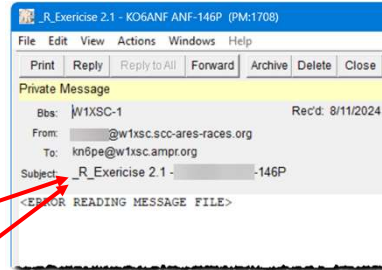 _R_Exericise 2.1 - KO6ANF ANF-146P (PM:1708)
File Edit View Actions Windows Help
Print Reply Reply to All Forward Archive Delete Close
Private Message
Bbs: W1XSC-1 Rec'd: 8/11/2024
From: @w1xsc.scc-ares-races.org
To: kn6pe@w1xsc.ampr.org
Subject: _R_Exericise 2.1 - -146P
<ERROR READING MESSAGE FILE>